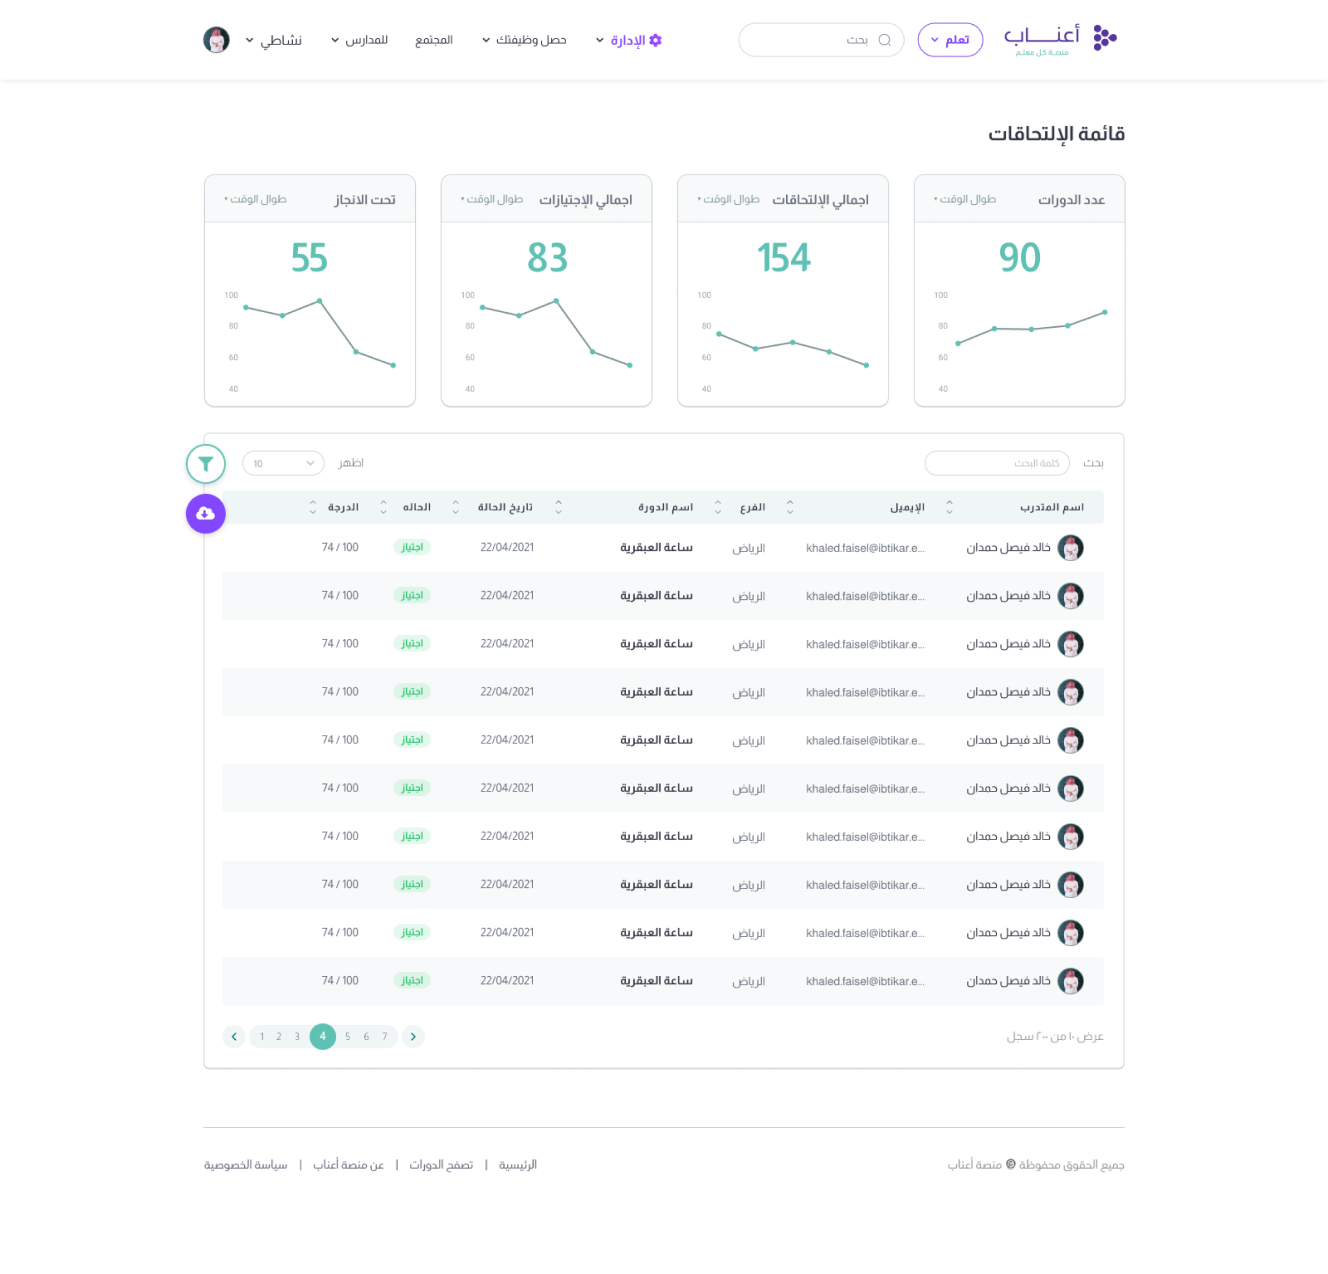 أعنـــاب
منصة كل معلم
تعلم
بحث
الإدارة
حصل وظيفتك
المجتمع
للمدارس
نشاطي
قائمة الإلتحاقات
عدد الدورات طوال الوقت
90
100
80
60
40
اجمالي الإلتحاقات طوال الوقت
154
100
80
60
40
اجمالي الإجتيازات طوال الوقت
83
100
80
60
40
تحت الانجاز طوال الوقت
55
100
80
60
40
بحث كلمة البحث اظهر 10
اسم المتدرب الإيميل الفرع اسم الدورة تاريخ الحالة الحاله الدرجة
خالد فيصل حمدان khaled.faisel@ibtikar.e... الرياض ساعة العبقرية 22/04/2021 اجتياز 74 / 100
خالد فيصل حمدان khaled.faisel@ibtikar.e... الرياض ساعة العبقرية 22/04/2021 اجتياز 74 / 100
خالد فيصل حمدان khaled.faisel@ibtikar.e... الرياض ساعة العبقرية 22/04/2021 اجتياز 74 / 100
خالد فيصل حمدان khaled.faisel@ibtikar.e... الرياض ساعة العبقرية 22/04/2021 اجتياز 74 / 100
خالد فيصل حمدان khaled.faisel@ibtikar.e... الرياض ساعة العبقرية 22/04/2021 اجتياز 74 / 100
خالد فيصل حمدان khaled.faisel@ibtikar.e... الرياض ساعة العبقرية 22/04/2021 اجتياز 74 / 100
خالد فيصل حمدان khaled.faisel@ibtikar.e... الرياض ساعة العبقرية 22/04/2021 اجتياز 74 / 100
خالد فيصل حمدان khaled.faisel@ibtikar.e... الرياض ساعة العبقرية 22/04/2021 اجتياز 74 / 100
خالد فيصل حمدان khaled.faisel@ibtikar.e... الرياض ساعة العبقرية 22/04/2021 اجتياز 74 / 100
خالد فيصل حمدان khaled.faisel@ibtikar.e... الرياض ساعة العبقرية 22/04/2021 اجتياز 74 / 100
عرض ١٠ من ٢٠٠ سجل
1 2 3 4 5 6 7
جميع الحقوق محفوظة © منصة أعناب
الرئيسية | تصفح الدورات | عن منصة أعناب | سياسة الخصوصية